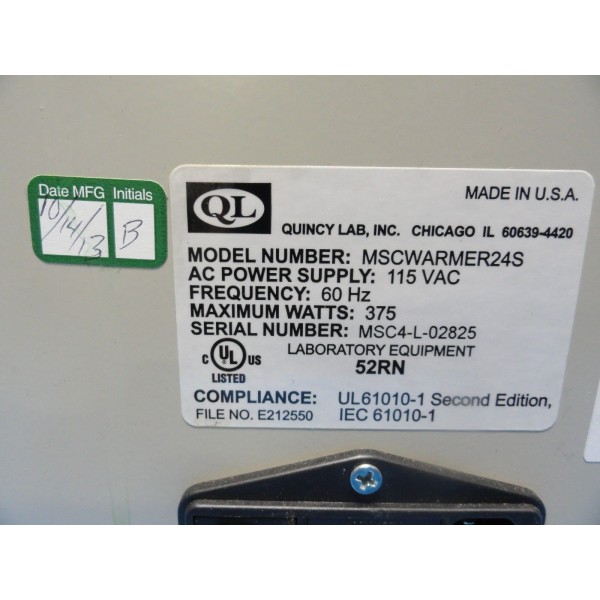 Date MFG Initials
10/14/13 B
QL
MADE IN U.S.A.
QUINCY LAB, INC. CHICAGO IL 60639-4420
MODEL NUMBER: MSCWARMER24S
AC POWER SUPPLY: 115 VAC
FREQUENCY: 60 Hz
MAXIMUM WATTS: 375
SERIAL NUMBER: MSC4-L-02825
C UL US
LISTED
LABORATORY EQUIPMENT
52RN
COMPLIANCE: UL61010-1 Second Edition,
FILE NO. E212550 IEC 61010-1